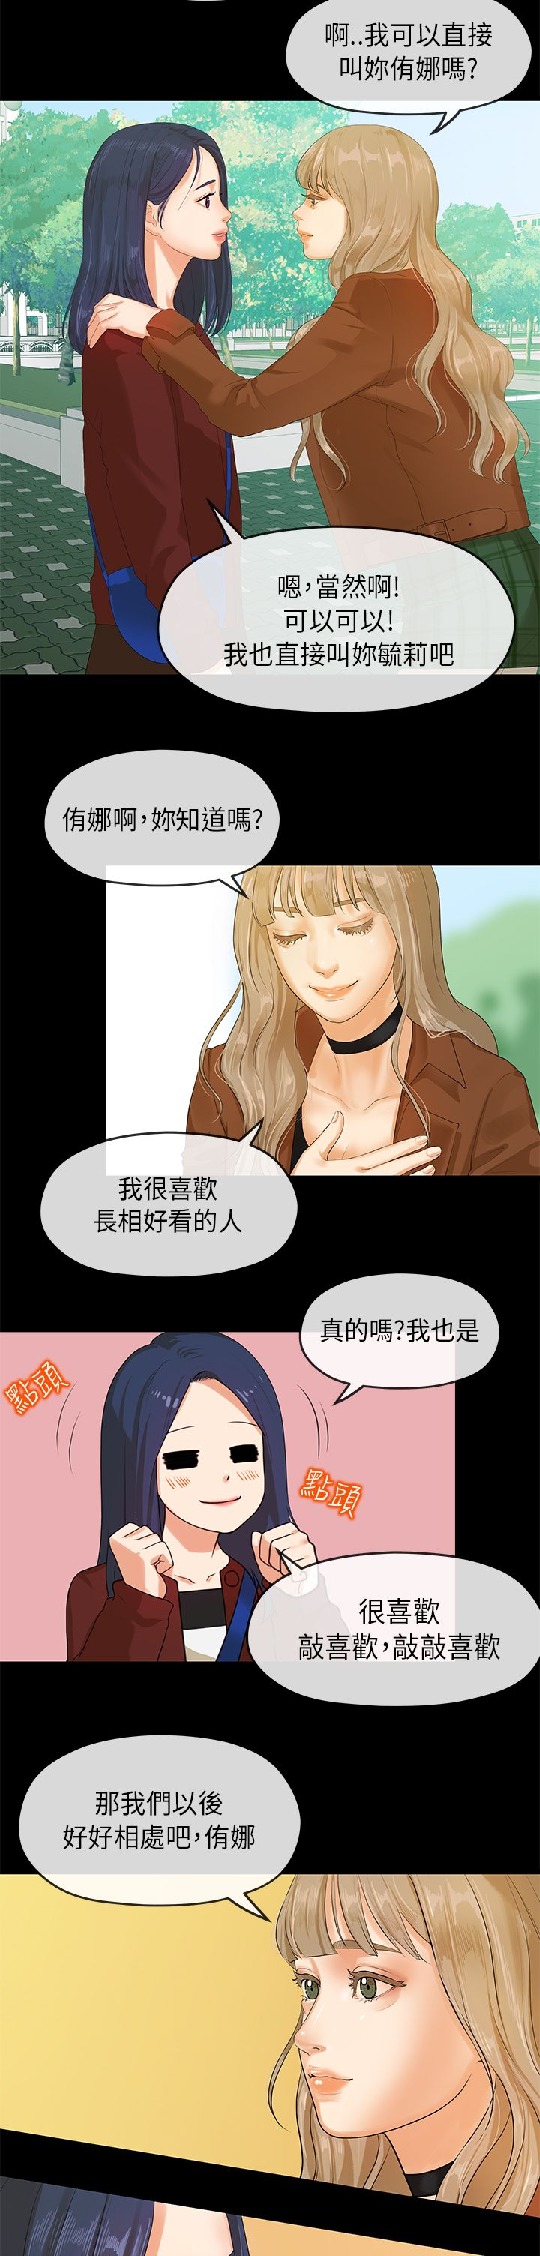 啊..我可以直接
叫妳侑娜嗎?
嗯,當然啊!
可以可以!
我也直接叫妳毓莉吧
侑娜啊,妳知道嗎?
我很喜歡
長相好看的人
真的嗎?我也是
點頭
點頭
很喜歡
敲喜歡,敲敲喜歡
那我們以後
好好相處吧,侑娜